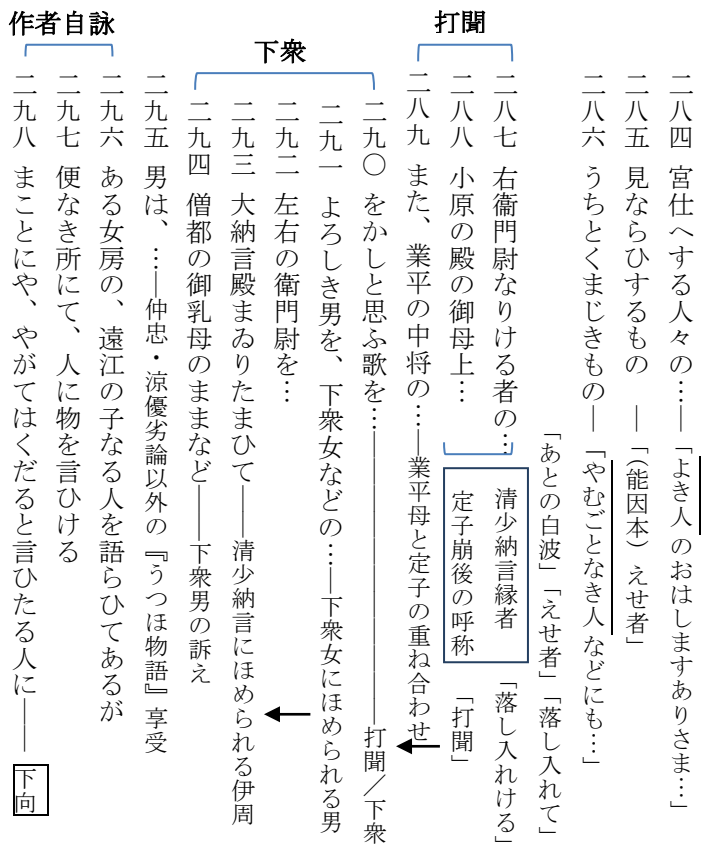 二八四 宮仕へする人々の…―「よき人のおはしますありさま…」
二八五 見ならひするもの ―「(能因本)えせ者」
二八六 うちとくまじきもの―「やむごとなき人などにも…」
「あとの白波」「えせ者」「落し入れて」
打聞
二八七 右衞門尉なりける者の… 清少納言縁者 「落し入れける」
二八八 小原の殿の御母上… 定子崩後の呼称 「打聞」
二八九 また、業平の中将の…―業平母と定子の重ね合わせ
下衆
二九〇 をかしと思ふ歌を…――――打聞/下衆
二九一 よろしき男を、下衆女などの…―下衆女にほめられる男
二九二 左右の衛門尉を…
二九三 大納言殿まゐりたまひて――清少納言にほめられる伊周
二九四 僧都の御乳母のままなど――下衆男の訴え
二九五 男は、…―仲忠・涼優劣論以外の『うつほ物語』享受
作者自詠
二九六 ある女房の、遠江の子なる人を語らひてあるが
二九七 便なき所にて、人に物を言ひける
二九八 まことにや、やがてはくだると言ひたる人に―― 下向